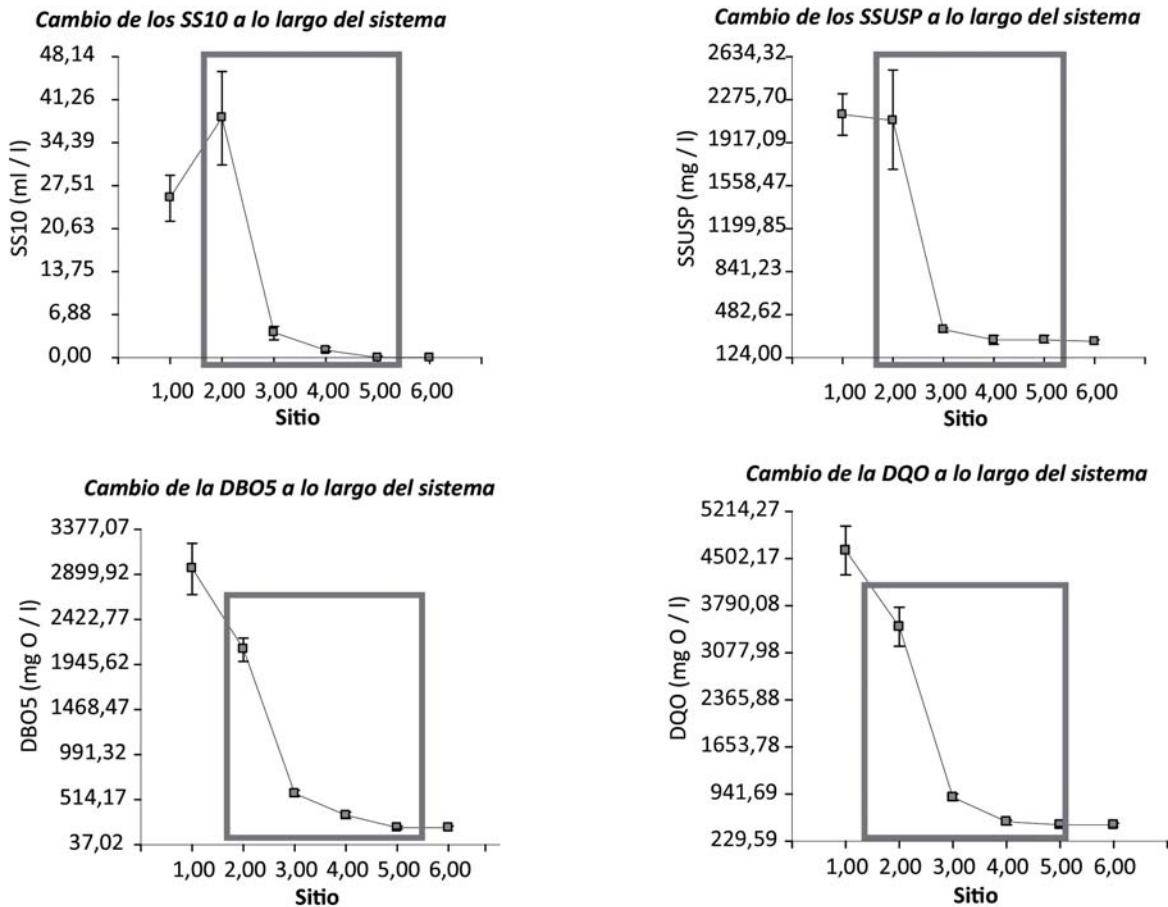 Cambio de los SS10 a lo largo del sistema
48,14
41,26
34,39
27,51
20,63
13,75
6,88
0,00
SS10 (ml / l)
1,00 2,00 3,00 4,00 5,00 6,00
Sitio
Cambio de los SSUSP a lo largo del sistema
2634,32
2275,70
1917,09
1558,47
1199,85
841,23
482,62
124,00
SSUSP (mg / l)
1,00 2,00 3,00 4,00 5,00 6,00
Sitio
Cambio de la DBO5 a lo largo del sistema
3377,07
2899,92
2422,77
1945,62
1468,47
991,32
514,17
37,02
DBO5 (mg O / l)
1,00 2,00 3,00 4,00 5,00 6,00
Sitio
Cambio de la DQO a lo largo del sistema
5214,27
4502,17
3790,08
3077,98
2365,88
1653,78
941,69
229,59
DQO (mg O / l)
1,00 2,00 3,00 4,00 5,00 6,00
Sitio